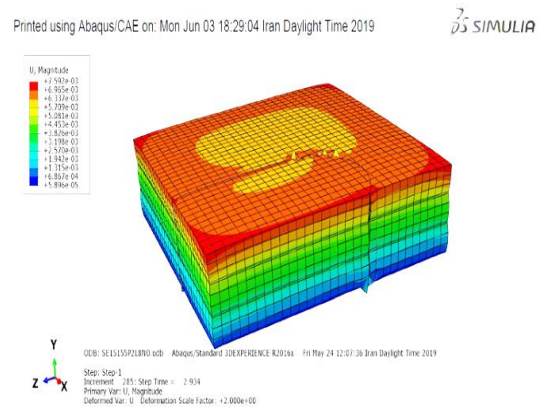 Printed using Abaqus/CAE on: Mon Jun 03 18:29:04 Iran Daylight Time 2019
SIMULIA
U, Magnitude
+7.592e-03
+6.965e-03
+6.337e-03
+5.709e-03
+5.081e-03
+4.453e-03
+3.826e-03
+3.198e-03
+2.570e-03
+1.942e-03
+1.315e-03
+6.867e-04
+5.896e-05
Y
Z X
ODB: SE15155P2L8NO.odb Abaqus/Standard 3DEXPERIENCE R2016x Fri May 24 12:07:36 Iran Daylight Time 2019
Step: Step-1
Increment 285: Step Time = 2.934
Primary Var: U, Magnitude
Deformed Var: U Deformation Scale Factor: +2.000e+00